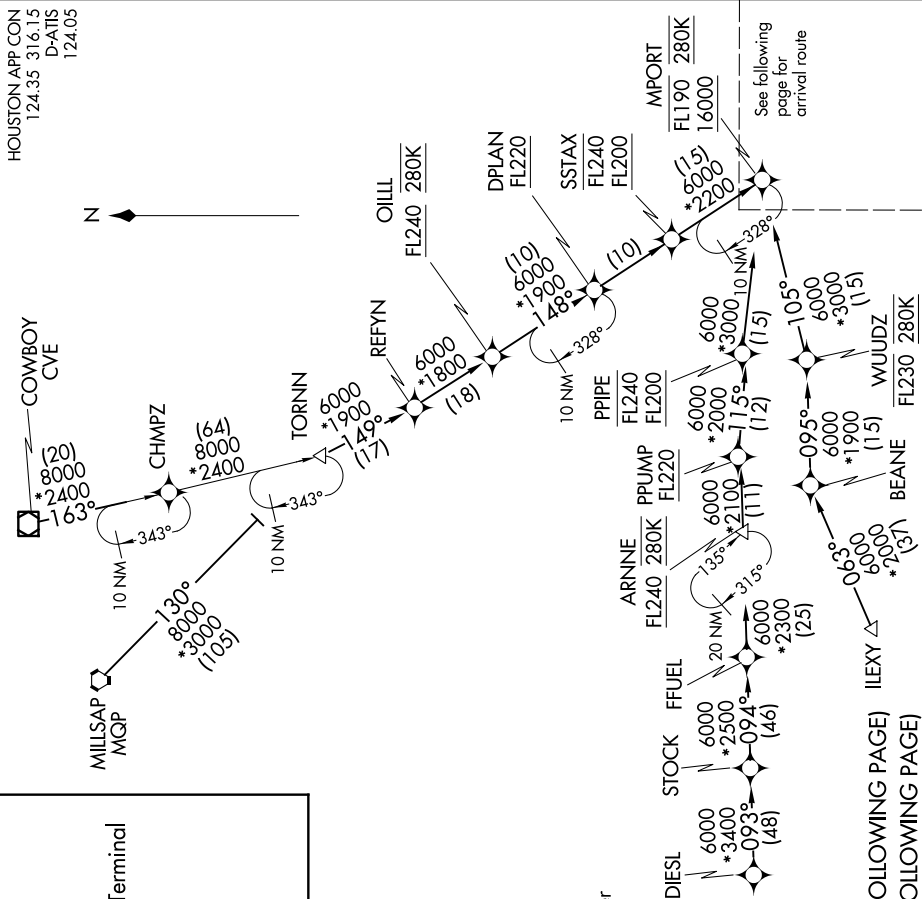 HOUSTON APP CON
124.35 316.15
D-ATIS
124.05
N
COWBOY
CVE
(20)
8000
*2400
163°
10 NM
343°
CHMPZ
(64)
8000
*2400
10 NM
343°
MILLSAP
MQP
130°
8000
*3000
(105)
TORNN
6000
*1900
149°
(17)
REFYN
6000
*1800
(18)
OILLL
FL240 280K
(10)
6000
*1900
148°
10 NM
328°
DPLAN
FL220
(10)
SSTAX
FL240
FL200
(15)
6000
*2200
MPORT
FL190 280K
16000
10 NM
328°
See following
page for
arrival route
Terminal
DIESL
6000
*3400
093°
(48)
STOCK
6000
*2500
094°
(46)
FFUEL
6000
*2300
(25)
20 NM
135°
315°
ARNNE
FL240 280K
6000
*2100
(11)
PPUMP
FL220
6000
*2000
115°
(12)
PPIPE
FL240
FL200
6000
*3000
(15)
ILEXY
063°
6000
*2000
(37)
BEANE
095°
6000
*1900
(15)
WUUDZ
FL230 280K
105°
6000
*3000
(15)
r
OLLOWING PAGE)
OLLOWING PAGE)